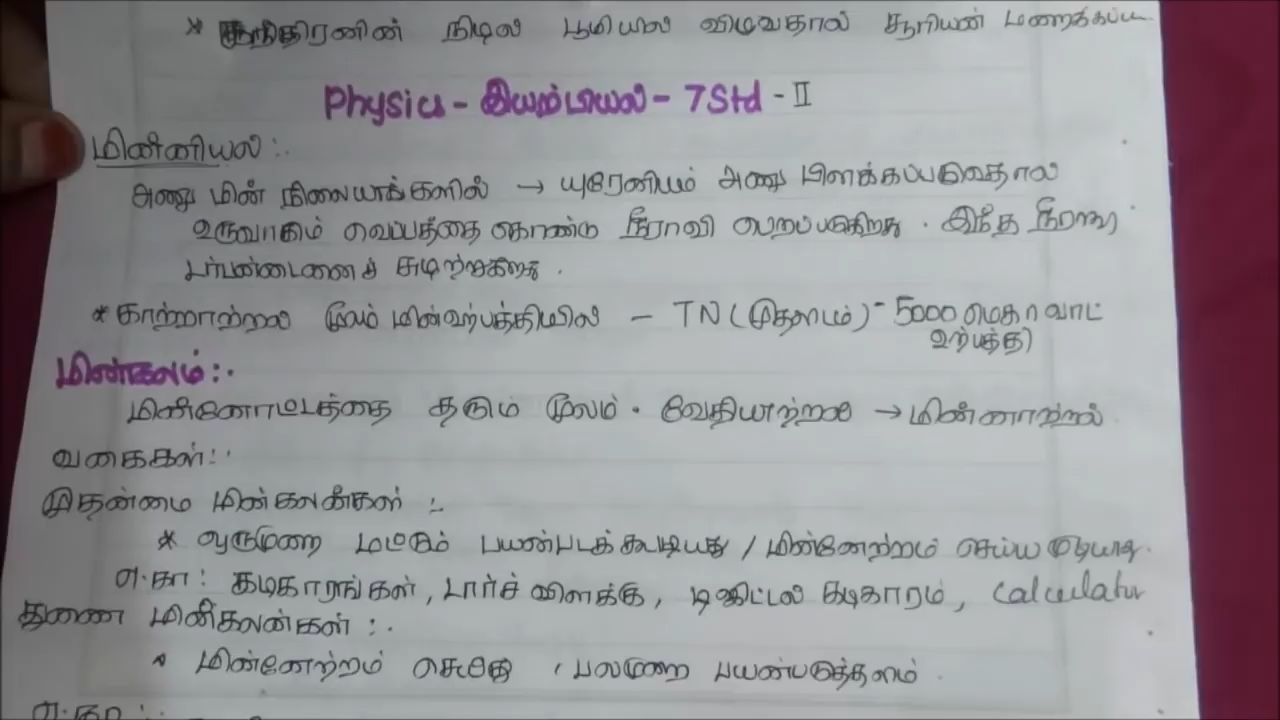 * சந்திரனின் நிழல் பூமியில் விழுவதால் சூரியன் மறைக்கப்ப
Physics - இயற்பியல் - 7Std - II
மின்னியல் :.
அணு மின் நிலையங்களில் → யுரேனியம் அணு பிளக்கப்படுவதால்
உருவாகும் வெப்பத்தை கொண்டு நீராவி பெறப்படுகிறது . இந்த நீராவி
டர்பன்டைனைச் சுழற்றுகிறது .
* காற்றாற்றல் மூலம் மின்உற்பத்தியில் - TN (முதலிடம்) - 5000 மெகா வாட்
உற்பத்தி
மின்கலம் :.
மின்னோட்டத்தை தரும் மூலம் . வேதியாற்றல் → மின்னாற்றல்
வகைகள் :.
முதன்மை மின்கலன்கள் :.
* ஒருமுறை மட்டும் பயன்படக்கூடியது / மின்னேற்றம் செய்ய முடியாது.
எ.கா : கடிகாரங்கள் , டார்ச் விளக்கு , டிஜிட்டல் கடிகாரம் , Calculator
துணை மின்கலன்கள் :.
* மின்னேற்றம் செய்து , பலமுறை பயன்படுத்தலாம் .
எ.கா :.